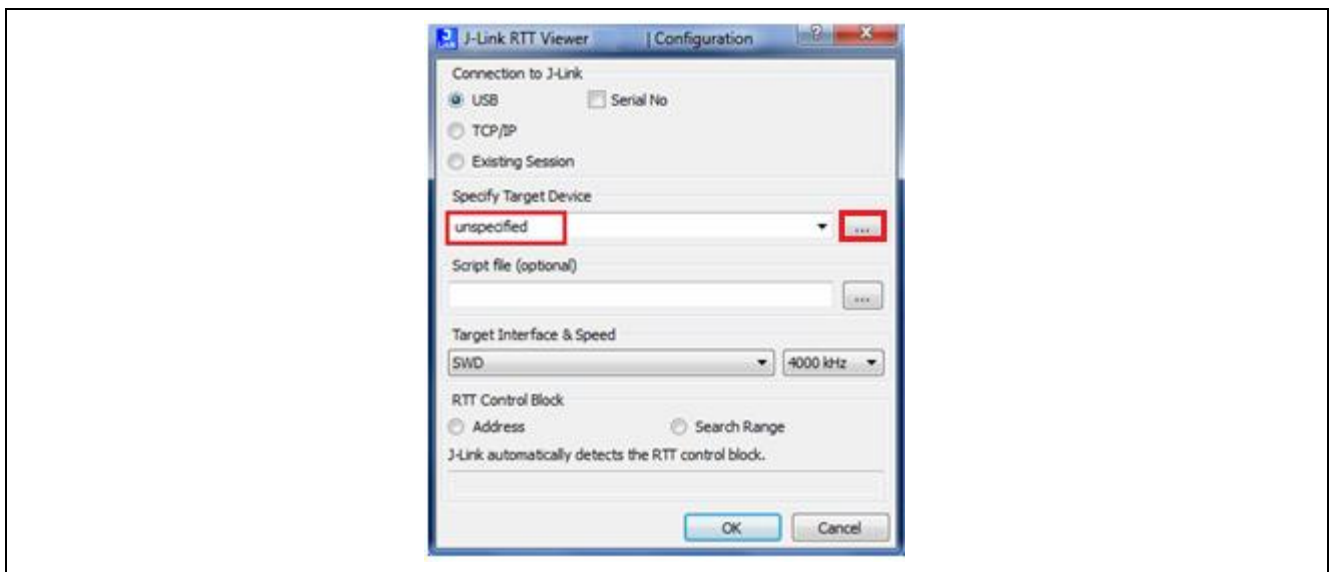 J-Link RTT Viewer | Configuration
Connection to J-Link
USB Serial No
TCP/IP
Existing Session
Specify Target Device
unspecified ...
Script file (optional)
...
Target Interface & Speed
SWD 4000 kHz
RTT Control Block
Address Search Range
J-Link automatically detects the RTT control block.
OK Cancel